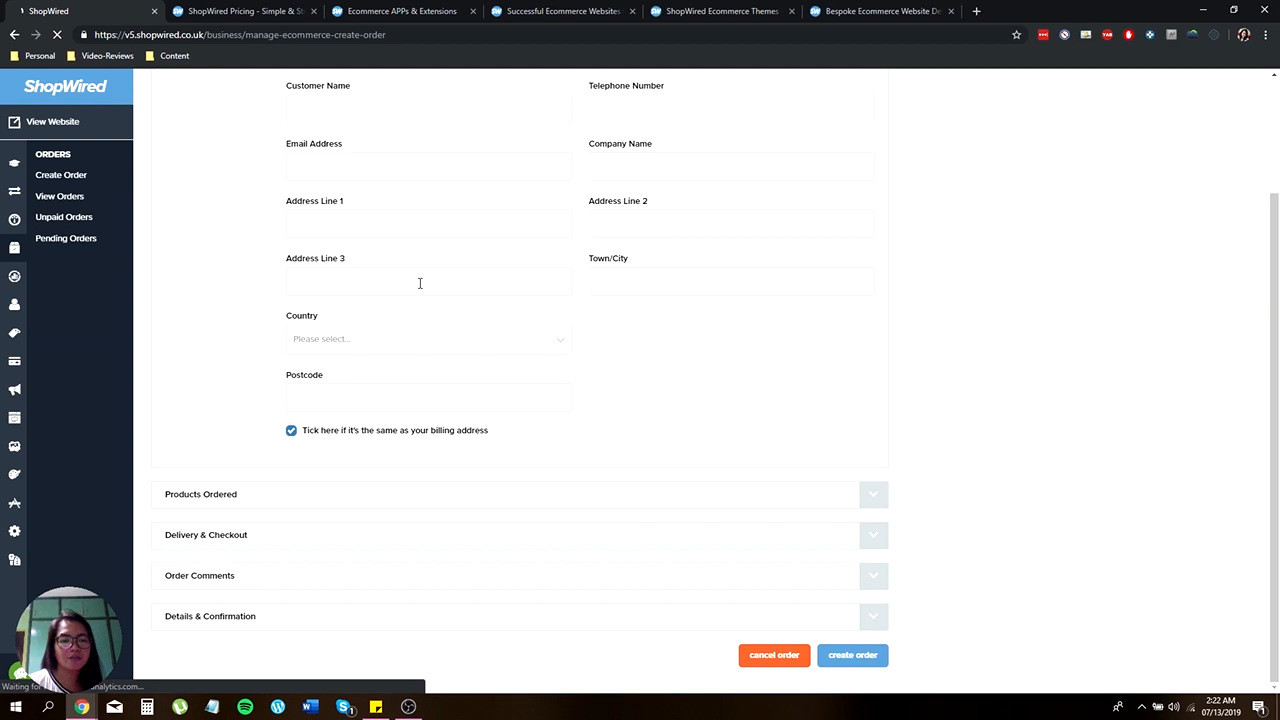 ShopWired Pricing - Simple & St
Ecommerce APPs & Extensions
Successful Ecommerce Websites
ShopWired Ecommerce Themes
Bespoke Ecommerce Website De
https://v5.shopwired.co.uk/business/manage-ecommerce-create-order
Personal
Video-Reviews
Content
ShopWired
View Website
ORDERS
Create Order
View Orders
Unpaid Orders
Pending Orders
Customer Name
Telephone Number
Email Address
Company Name
Address Line 1
Address Line 2
Address Line 3
Town/City
Country
Please select...
Postcode
Tick here if it's the same as your billing address
Products Ordered
Delivery & Checkout
Order Comments
Details & Confirmation
cancel order
create order
Waiting for
analytics.com...
2:22 AM
07/13/2019